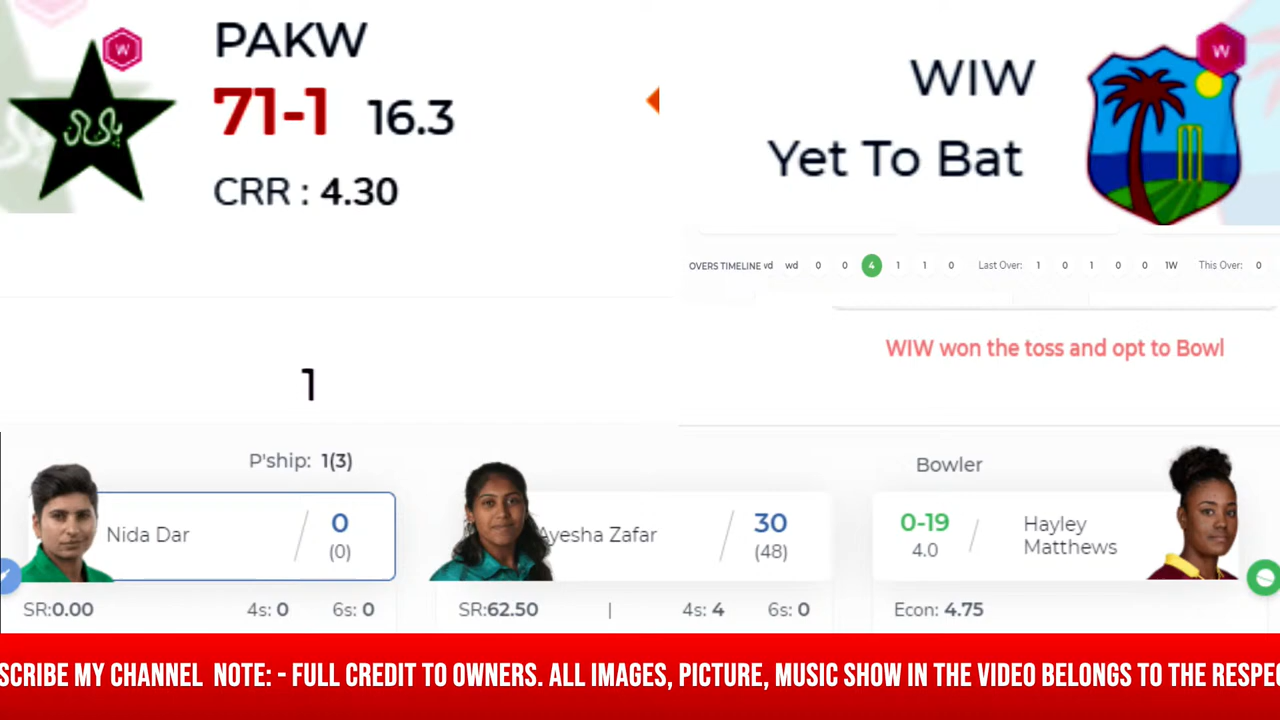 W
PAKW
71-1 16.3
CRR : 4.30
W
WIW
Yet To Bat
OVERS TIMELINE vd wd 0 0 4 1 1 0 Last Over: 1 0 1 0 0 1W This Over: 0
WIW won the toss and opt to Bowl
1
P'ship: 1(3)
Nida Dar / 0
(0)
SR:0.00 4s: 0 6s: 0
Ayesha Zafar / 30
(48)
SR:62.50 | 4s: 4 6s: 0
Bowler
0-19 / Hayley
4.0 Matthews
Econ: 4.75
SCRIBE MY CHANNEL NOTE: - FULL CREDIT TO OWNERS. ALL IMAGES, PICTURE, MUSIC SHOW IN THE VIDEO BELONGS TO THE RESPEC